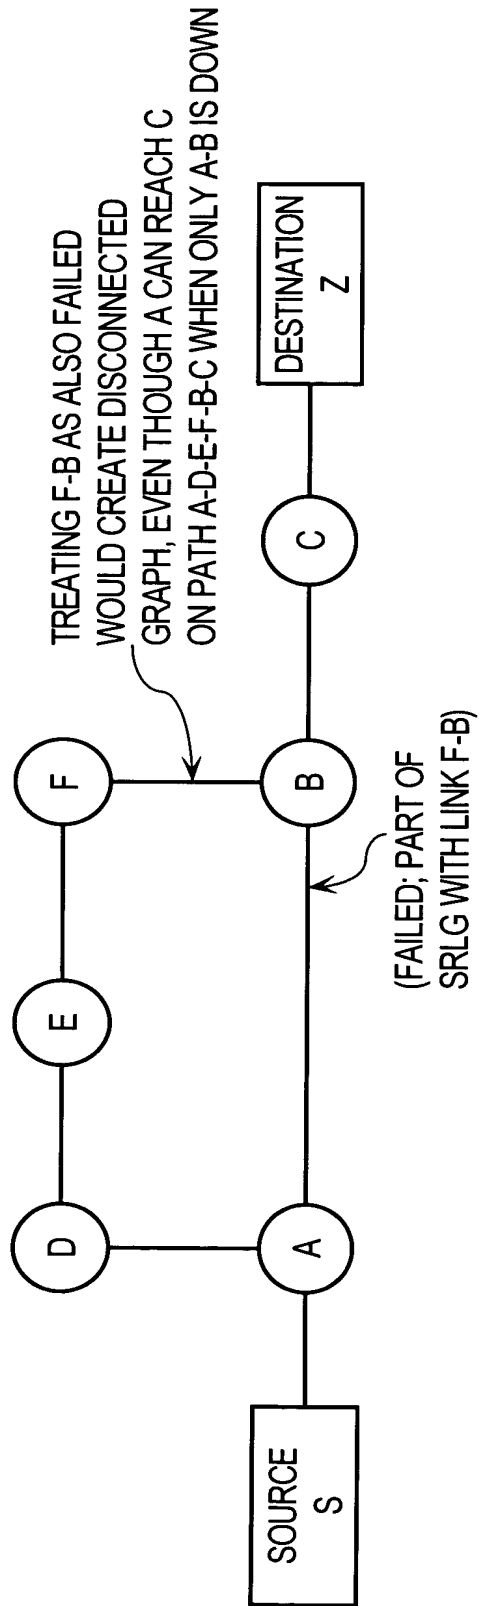 TREATING F-B AS ALSO FAILED
WOULD CREATE DISCONNECTED
GRAPH, EVEN THOUGH A CAN REACH C
ON PATH A-D-E-F-B-C WHEN ONLY A-B IS DOWN
D
E
F
SOURCE
S
A
B
C
DESTINATION
Z
(FAILED; PART OF
SRLG WITH LINK F-B)